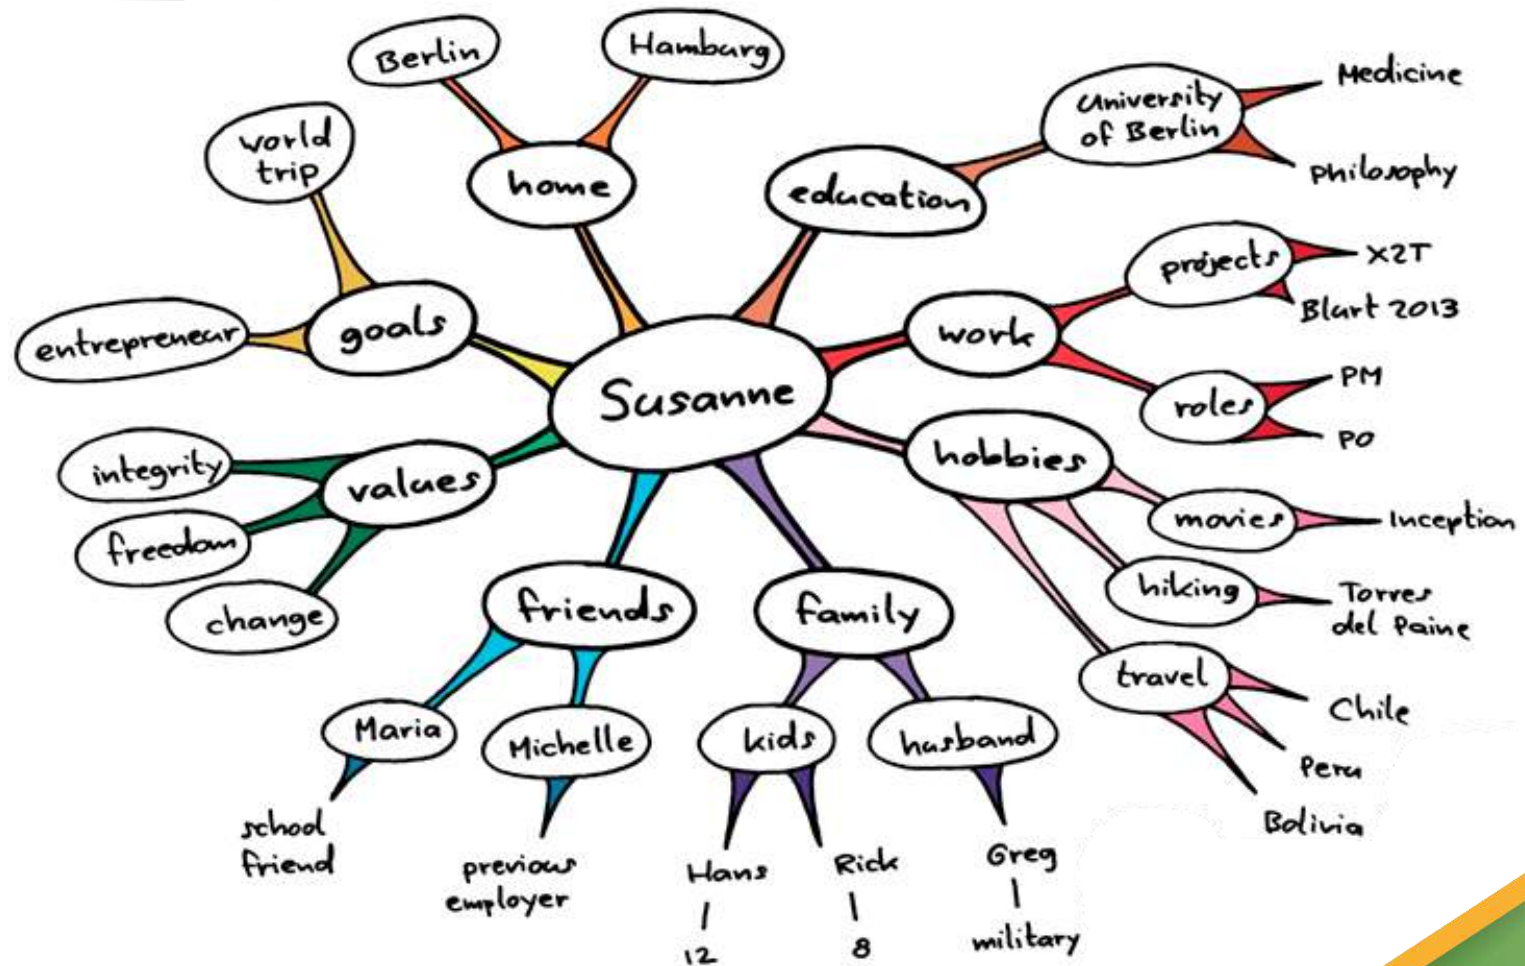 Susanne
home
Berlin
Hamburg
education
University
of Berlin
Medicine
Philosophy
work
projects
X2T
Blurt 2013
roles
PM
PO
hobbies
movies
Inception
hiking
Torres
del Paine
travel
Chile
Peru
Bolivia
family
kids
Hans
12
Rick
8
husband
Greg
military
friends
Michelle
previous
employer
Maria
school
friend
values
integrity
freedom
change
goals
world
trip
entrepreneur